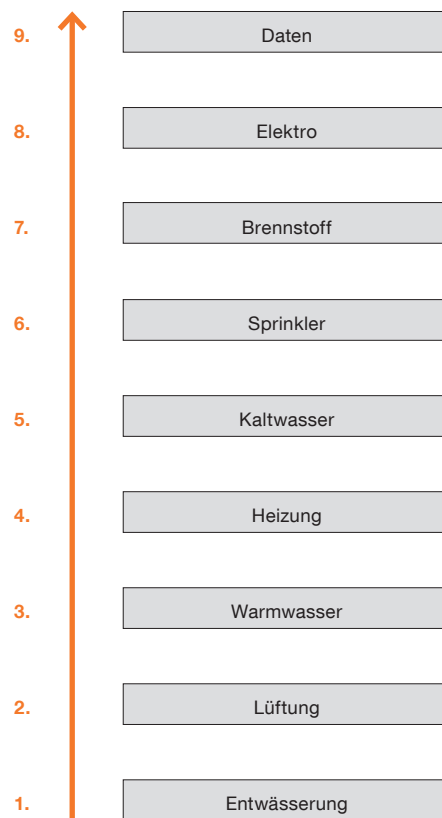 9. Daten
8. Elektro
7. Brennstoff
6. Sprinkler
5. Kaltwasser
4. Heizung
3. Warmwasser
2. Lüftung
1. Entwässerung